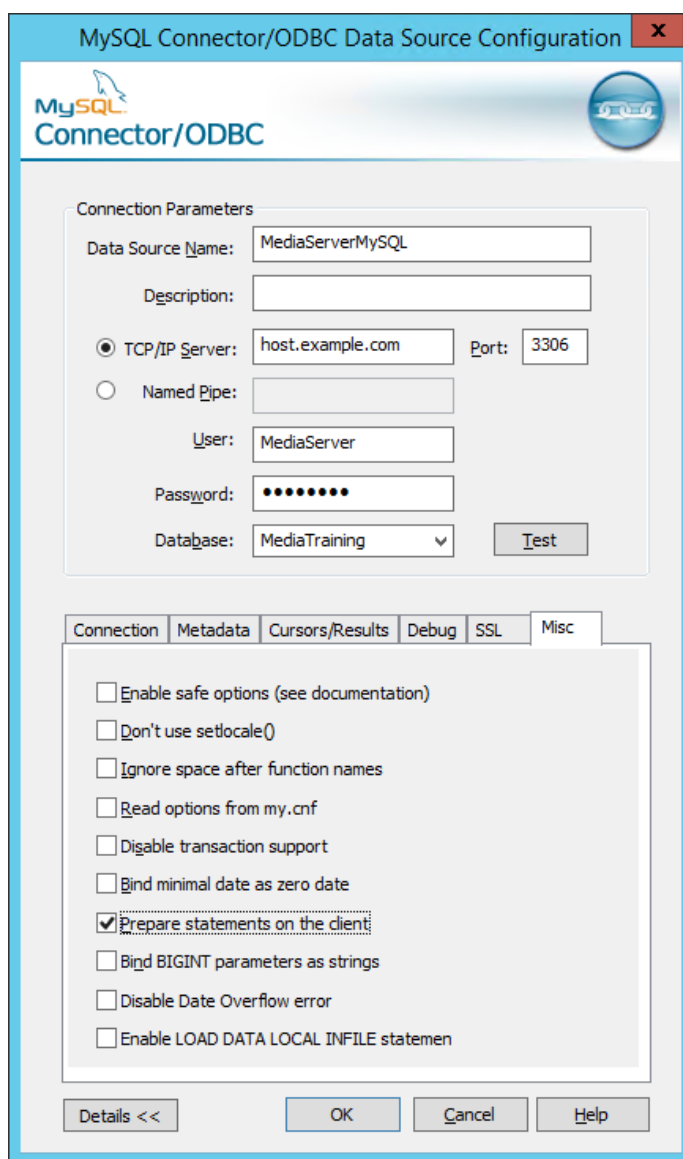 MySQL Connector/ODBC Data Source Configuration x
MySQL
Connector/ODBC
Connection Parameters
Data Source Name: MediaServerMySQL
Description:
TCP/IP Server: host.example.com Port: 3306
Named Pipe:
User: MediaServer
Password: ••••••••
Database: MediaTraining Test
Connection Metadata Cursors/Results Debug SSL Misc
Enable safe options (see documentation)
Don't use setlocale()
Ignore space after function names
Read options from my.cnf
Disable transaction support
Bind minimal date as zero date
Prepare statements on the client
Bind BIGINT parameters as strings
Disable Date Overflow error
Enable LOAD DATA LOCAL INFILE statemen
Details << OK Cancel Help